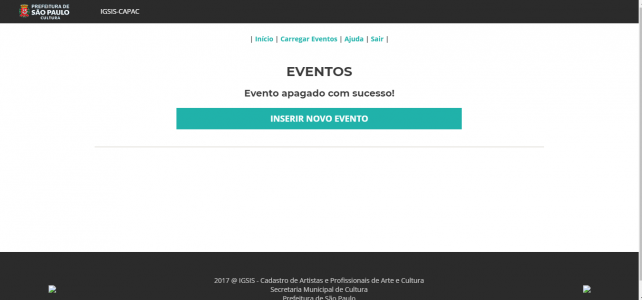 PREFEITURA DE
SÃO PAULO
CULTURA
IGSIS-CAPAC
| Início | Carregar Eventos | Ajuda | Sair |
EVENTOS
Evento apagado com sucesso!
INSERIR NOVO EVENTO
2017 @ IGSIS - Cadastro de Artistas e Profissionais de Arte e Cultura
Secretaria Municipal de Cultura
Prefeitura de São Paulo